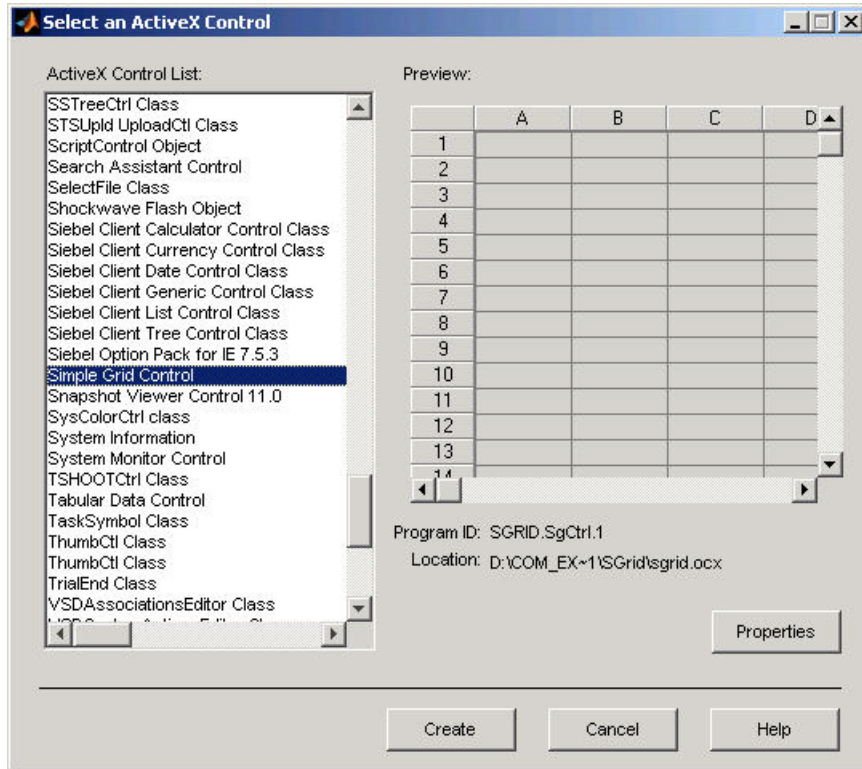 Select an ActiveX Control
ActiveX Control List:
SSTreeCtrl Class
STSUpld UploadCtl Class
ScriptControl Object
Search Assistant Control
SelectFile Class
Shockwave Flash Object
Siebel Client Calculator Control Class
Siebel Client Currency Control Class
Siebel Client Date Control Class
Siebel Client Generic Control Class
Siebel Client List Control Class
Siebel Client Tree Control Class
Siebel Option Pack for IE 7.5.3
Simple Grid Control
Snapshot Viewer Control 11.0
SysColorCtrl class
System Information
System Monitor Control
TSHOOTCtrl Class
Tabular Data Control
TaskSymbol Class
ThumbCtl Class
ThumbCtl Class
TrialEnd Class
VSDAssociationsEditor Class
Preview:
A B C D
1
2
3
4
5
6
7
8
9
10
11
12
13
14
Program ID: SGRID.SgCtrl.1
Location: D:\COM_EX~1\SGrid\sgrid.ocx
Properties
Create Cancel Help